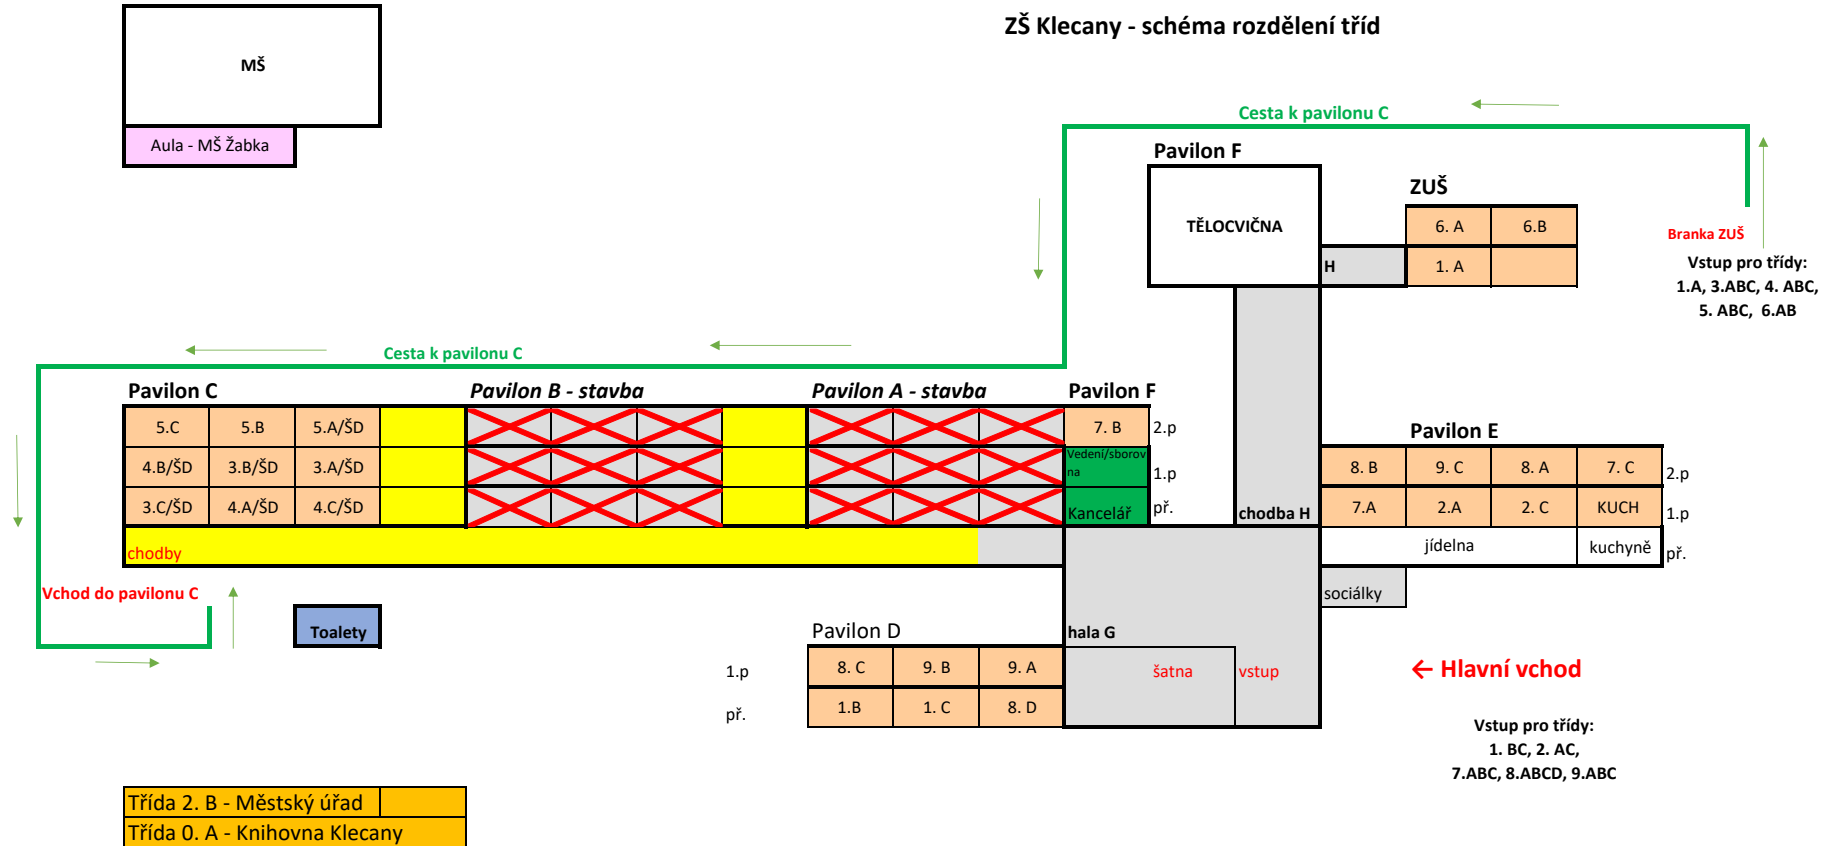 ZŠ Klecany - schéma rozdělení tříd
MŠ
Aula - MŠ Žabka
Cesta k pavilonu C
Pavilon F
ZUŠ
TĚLOCVIČNA
6. A
6.B
Branka ZUŠ
H
1. A
Vstup pro třídy:
1.A, 3.ABC, 4. ABC,
5. ABC, 6.AB
Cesta k pavilonu C
Pavilon C
Pavilon B - stavba
Pavilon A - stavba
Pavilon F
5.C
5.B
5.A/ŠD
7. B
2.p
4.B/ŠD
3.B/ŠD
3.A/ŠD
Vedení/sborov
na
1.p
3.C/ŠD
4.A/ŠD
4.C/ŠD
Kancelář
př.
chodba H
Pavilon E
8. B
9. C
8. A
7. C
2.p
7.A
2.A
2. C
KUCH
1.p
jídelna
kuchyně
př.
chodby
sociálky
Vchod do pavilonu C
Toalety
Pavilon D
hala G
1.p
8. C
9. B
9. A
šatna
vstup
← Hlavní vchod
př.
1.B
1. C
8. D
Vstup pro třídy:
1. BC, 2. AC,
7.ABC, 8.ABCD, 9.ABC
Třída 2. B - Městský úřad
Třída 0. A - Knihovna Klecany